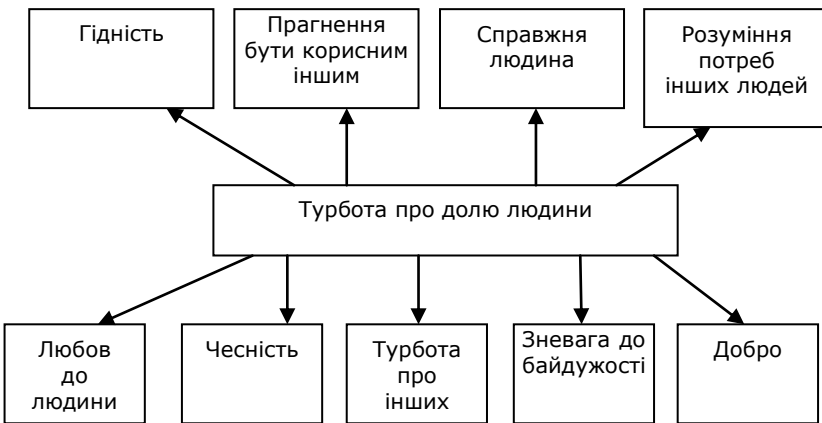 Гідність
Прагнення
бути корисним
іншим
Справжня
людина
Розуміння
потреб
інших людей
Турбота про долю людини
Любов
до
людини
Чесність
Турбота
про
інших
Зневага до
байдужості
Добро